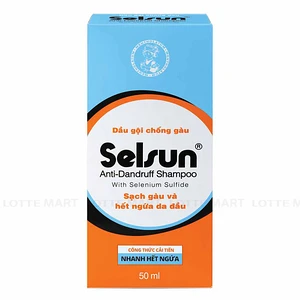 Dầu gội chống gàu
Selsun®
Anti-Dandruff Shampoo
With Selenium Sulfide
Sạch gàu và
hết ngứa da đầu
CÔNG THỨC CẢI TIẾN
NHANH HẾT NGỨA
50 ml
LOTTE MART